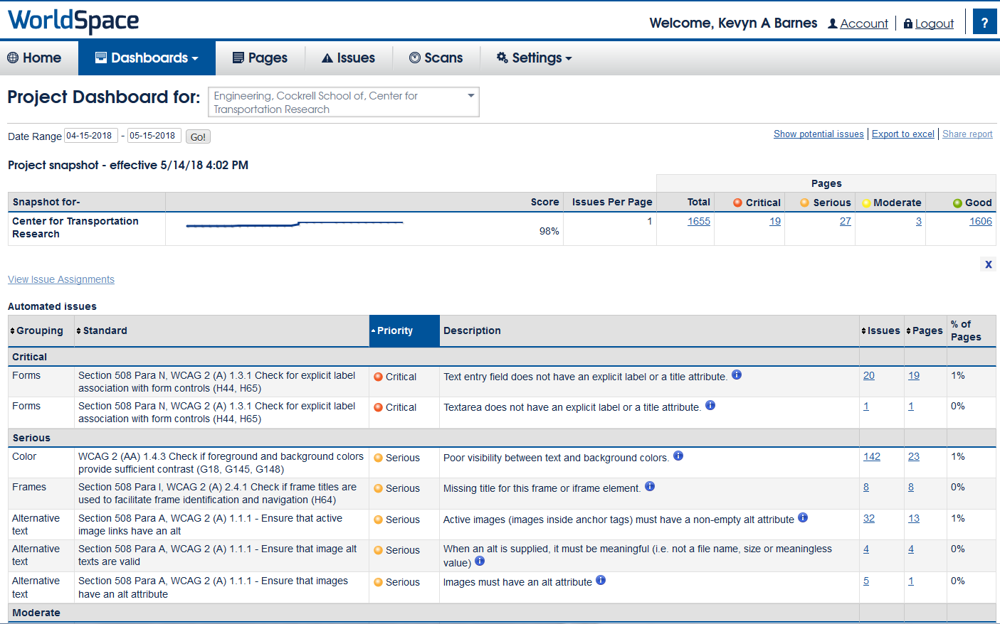 WorldSpace
Welcome, Kevyn A Barnes Account Logout ?
Home Dashboards Pages Issues Scans Settings
Project Dashboard for: Engineering, Cockrell School of, Center for
Transportation Research
Date Range 04-15-2018 - 05-15-2018 Go!
Show potential issues Export to excel Share report
Project snapshot - effective 5/14/18 4:02 PM
Pages
Snapshot for- Score Issues Per Page Total Critical Serious Moderate Good
Center for Transportation 1 1655 19 27 3 1606
Research 98%
X
View Issue Assignments
Automated issues
Grouping Standard Priority Description Issues Pages % of
Pages
Critical
Forms Section 508 Para N, WCAG 2 (A) 1.3.1 Check for explicit label Critical Text entry field does not have an explicit label or a title attribute. i 20 19 1%
association with form controls (H44, H65)
Forms Section 508 Para N, WCAG 2 (A) 1.3.1 Check for explicit label Critical Textarea does not have an explicit label or a title attribute. i 1 1 0%
association with form controls (H44, H65)
Serious
Color WCAG 2 (AA) 1.4.3 Check if foreground and background colors Serious Poor visibility between text and background colors. i 142 23 1%
provide sufficient contrast (G18, G145, G148)
Frames Section 508 Para I, WCAG 2 (A) 2.4.1 Check if frame titles are Serious Missing title for this frame or iframe element. i 8 8 0%
used to facilitate frame identification and navigation (H64)
Alternative Section 508 Para A, WCAG 2 (A) 1.1.1 - Ensure that active Serious Active images (images inside anchor tags) must have a non-empty alt attribute i 32 13 1%
text image links have an alt
Alternative Section 508 Para A, WCAG 2 (A) 1.1.1 - Ensure that image alt Serious When an alt is supplied, it must be meaningful (i.e. not a file name, size or meaningless 4 4 0%
text texts are valid value) i
Alternative Section 508 Para A, WCAG 2 (A) 1.1.1 - Ensure that images Serious Images must have an alt attribute i 5 1 0%
text have an alt attribute
Moderate